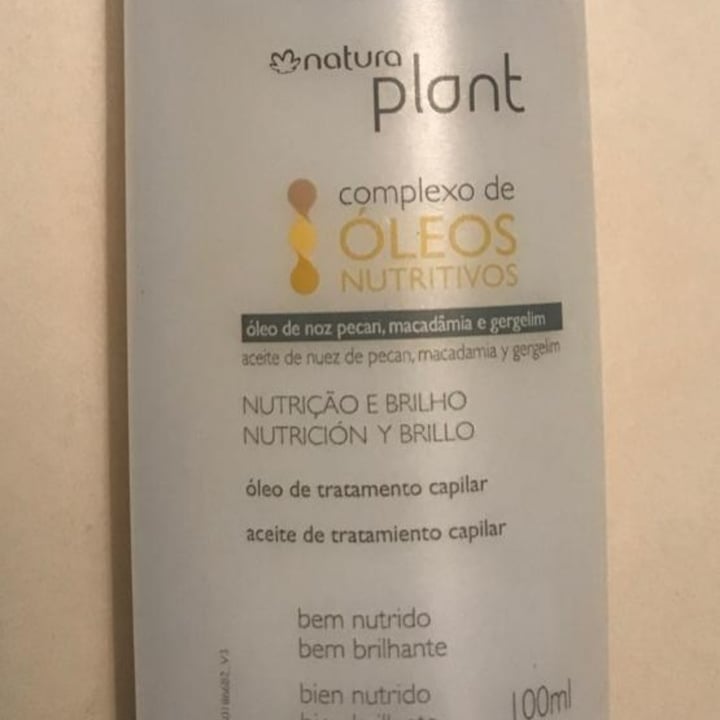 natura
plant
complexo de
ÓLEOS
NUTRITIVOS
óleo de noz pecan, macadâmia e gergelim
aceite de nuez de pecan, macadamia y gergelim
NUTRIÇÃO E BRILHO
NUTRICIÓN Y BRILLO
óleo de tratamento capilar
aceite de tratamiento capilar
bem nutrido
bem brilhante
bien nutrido
100ml